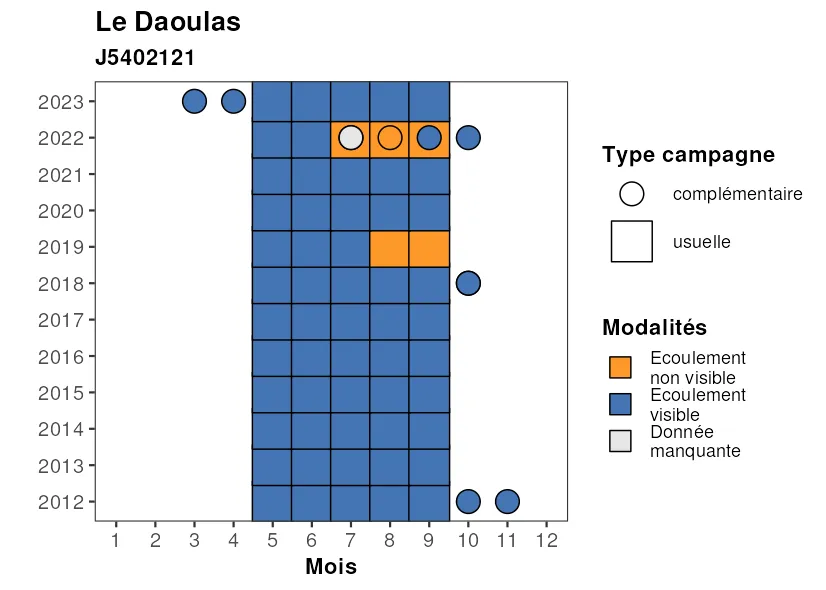 Le Daoulas
J5402121
2023
2022
2021
2020
2019
2018
2017
2016
2015
2014
2013
2012
1 2 3 4 5 6 7 8 9 10 11 12
Mois
Type campagne
complémentaire
usuelle
Modalités
Ecoulement
non visible
Ecoulement
visible
Donnée
manquante